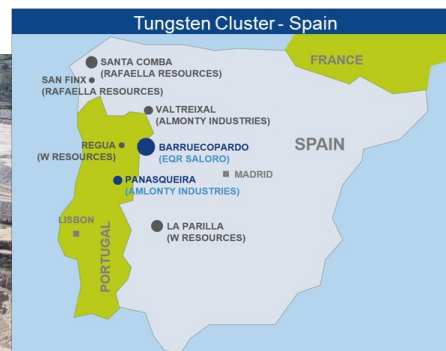 Tungsten Cluster - Spain
FRANCE
SANTA COMBA
(RAFAELLA RESOURCES)
SAN FINX
(RAFAELLA RESOURCES)
VALTREIXAL
(ALMONTY INDUSTRIES)
REGUA
(W RESOURCES)
BARRUECOPARDO
(EQR SALORO)
SPAIN
PANASQUEIRA
(AMLONTY INDUSTRIES)
MADRID
LISBON
PORTUGAL
LA PARILLA
(W RESOURCES)